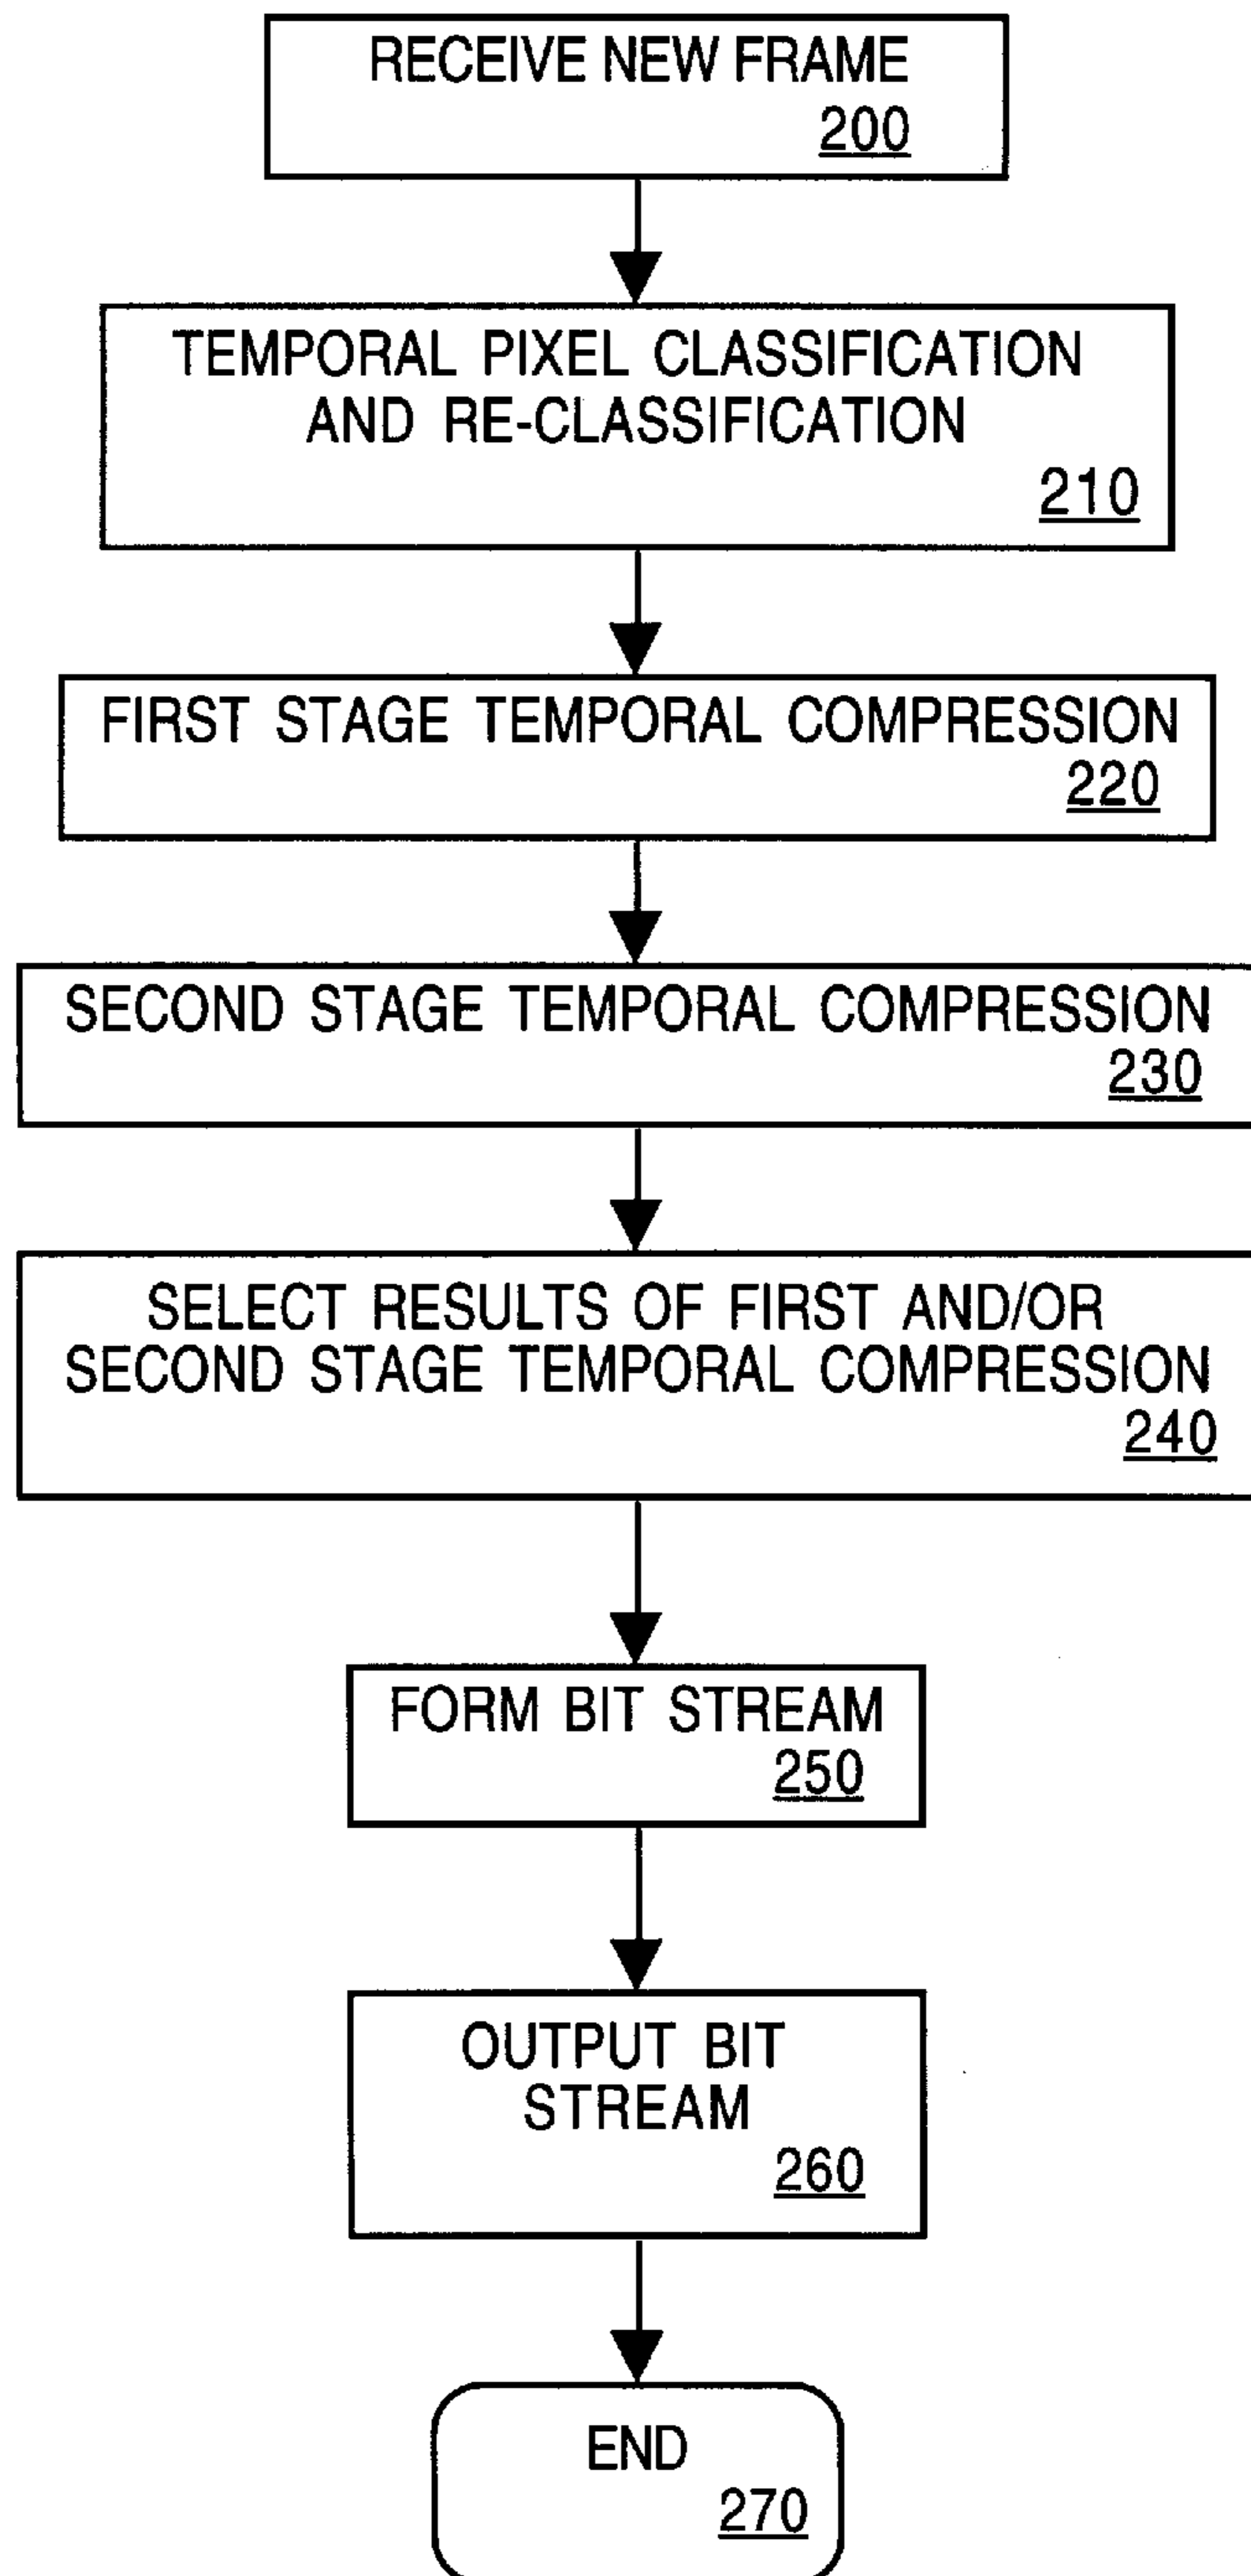 RECEIVE NEW FRAME
200
TEMPORAL PIXEL CLASSIFICATION
AND RE-CLASSIFICATION
210
FIRST STAGE TEMPORAL COMPRESSION
220
SECOND STAGE TEMPORAL COMPRESSION
230
SELECT RESULTS OF FIRST AND/OR
SECOND STAGE TEMPORAL COMPRESSION
240
FORM BIT STREAM
250
OUTPUT BIT
STREAM
260
END
270